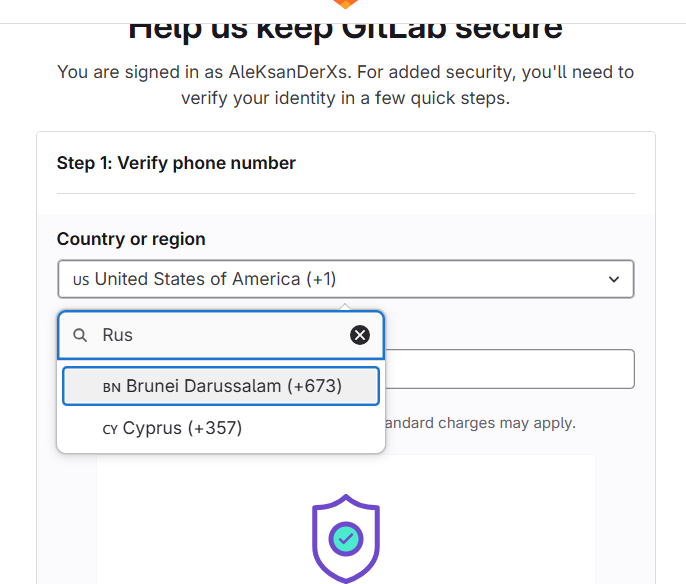 Help us keep GitLab secure
You are signed in as AleKsanDerXs. For added security, you'll need to
verify your identity in a few quick steps.
Step 1: Verify phone number
Country or region
US United States of America (+1)
Rus
BN Brunei Darussalam (+673)
CY Cyprus (+357)
andard charges may apply.